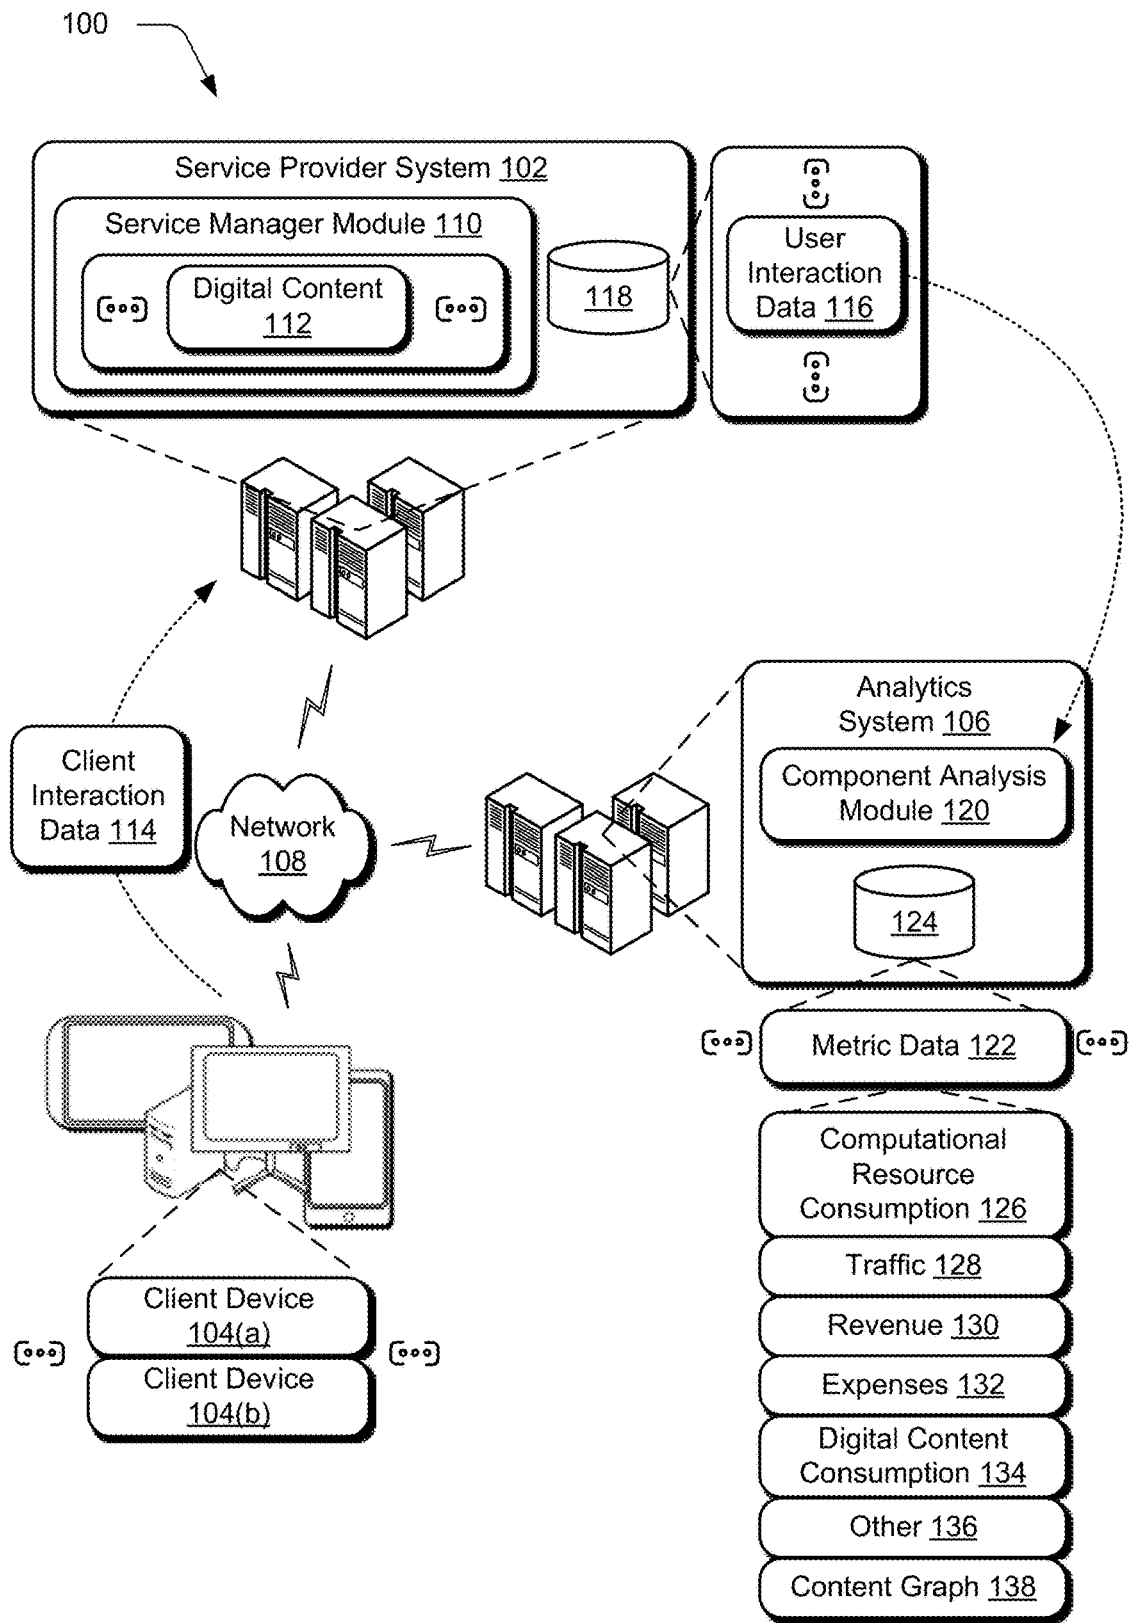 100
Service Provider System 102
Service Manager Module 110
Digital Content
112
118
User
Interaction
Data 116
Analytics
System 106
Component Analysis
Module 120
124
Client
Interaction
Data 114
Network
108
Metric Data 122
Computational
Resource
Consumption 126
Traffic 128
Revenue 130
Expenses 132
Digital Content
Consumption 134
Other 136
Content Graph 138
Client Device
104(a)
Client Device
104(b)